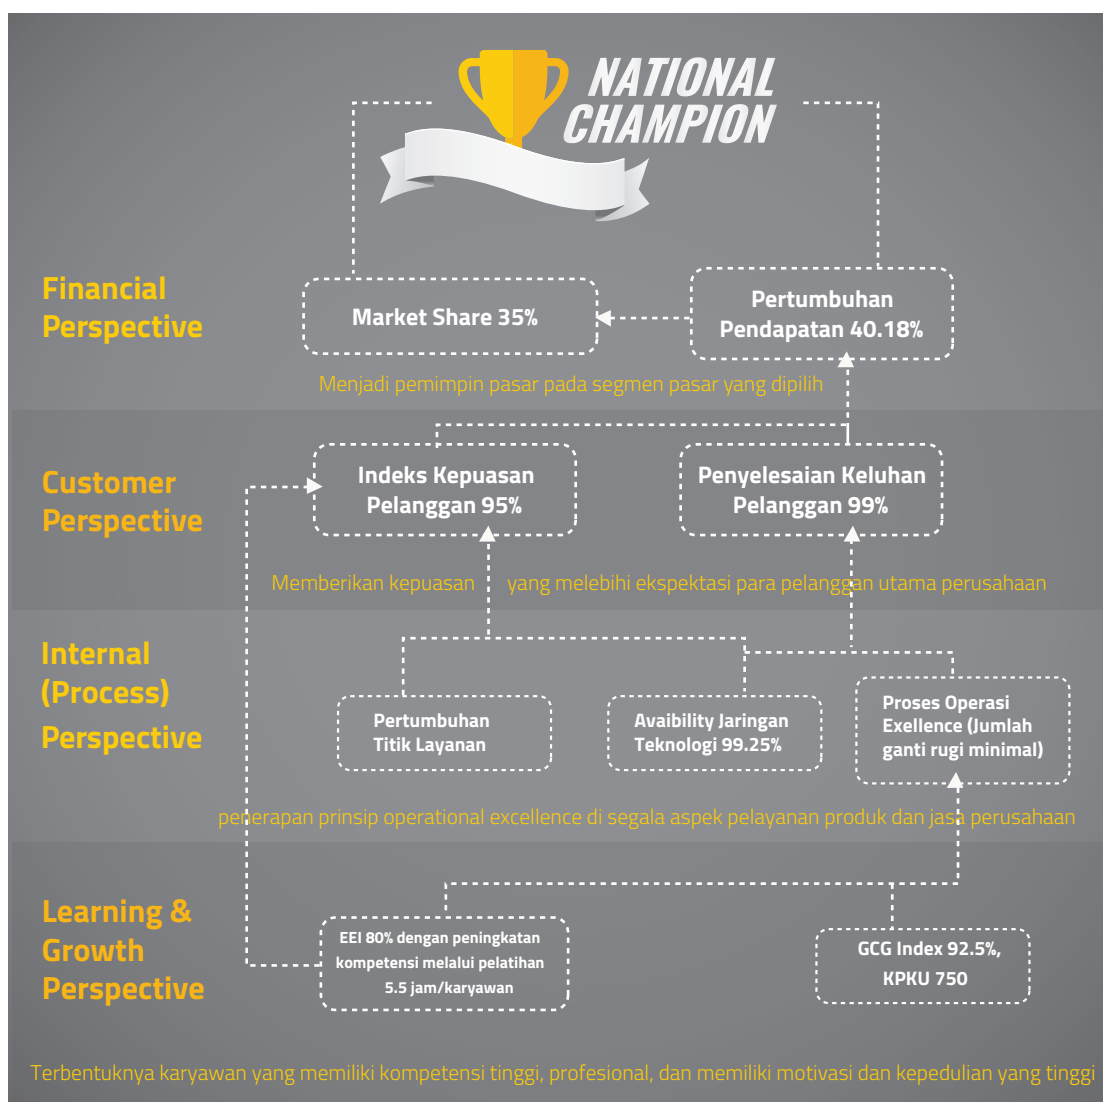 NATIONAL
CHAMPION
Financial
Perspective
Market Share 35%
Pertumbuhan
Pendapatan 40.18%
Menjadi pemimpin pasar pada segmen pasar yang dipilih
Customer
Perspective
Indeks Kepuasan
Pelanggan 95%
Penyelesaian Keluhan
Pelanggan 99%
Memberikan kepuasan yang melebihi ekspektasi para pelanggan utama perusahaan
Internal
(Process)
Perspective
Pertumbuhan
Titik Layanan
Avaibility Jaringan
Teknologi 99.25%
Proses Operasi
Exellence (Jumlah
ganti rugi minimal)
penerapan prinsip operational excellence di segala aspek pelayanan produk dan jasa perusahaan
Learning &
Growth
Perspective
EEI 80% dengan peningkatan
kompetensi melalui pelatihan
5.5 jam/karyawan
GCG Index 92.5%,
KPKU 750
Terbentuknya karyawan yang memiliki kompetensi tinggi, profesional, dan memiliki motivasi dan kepedulian yang tinggi